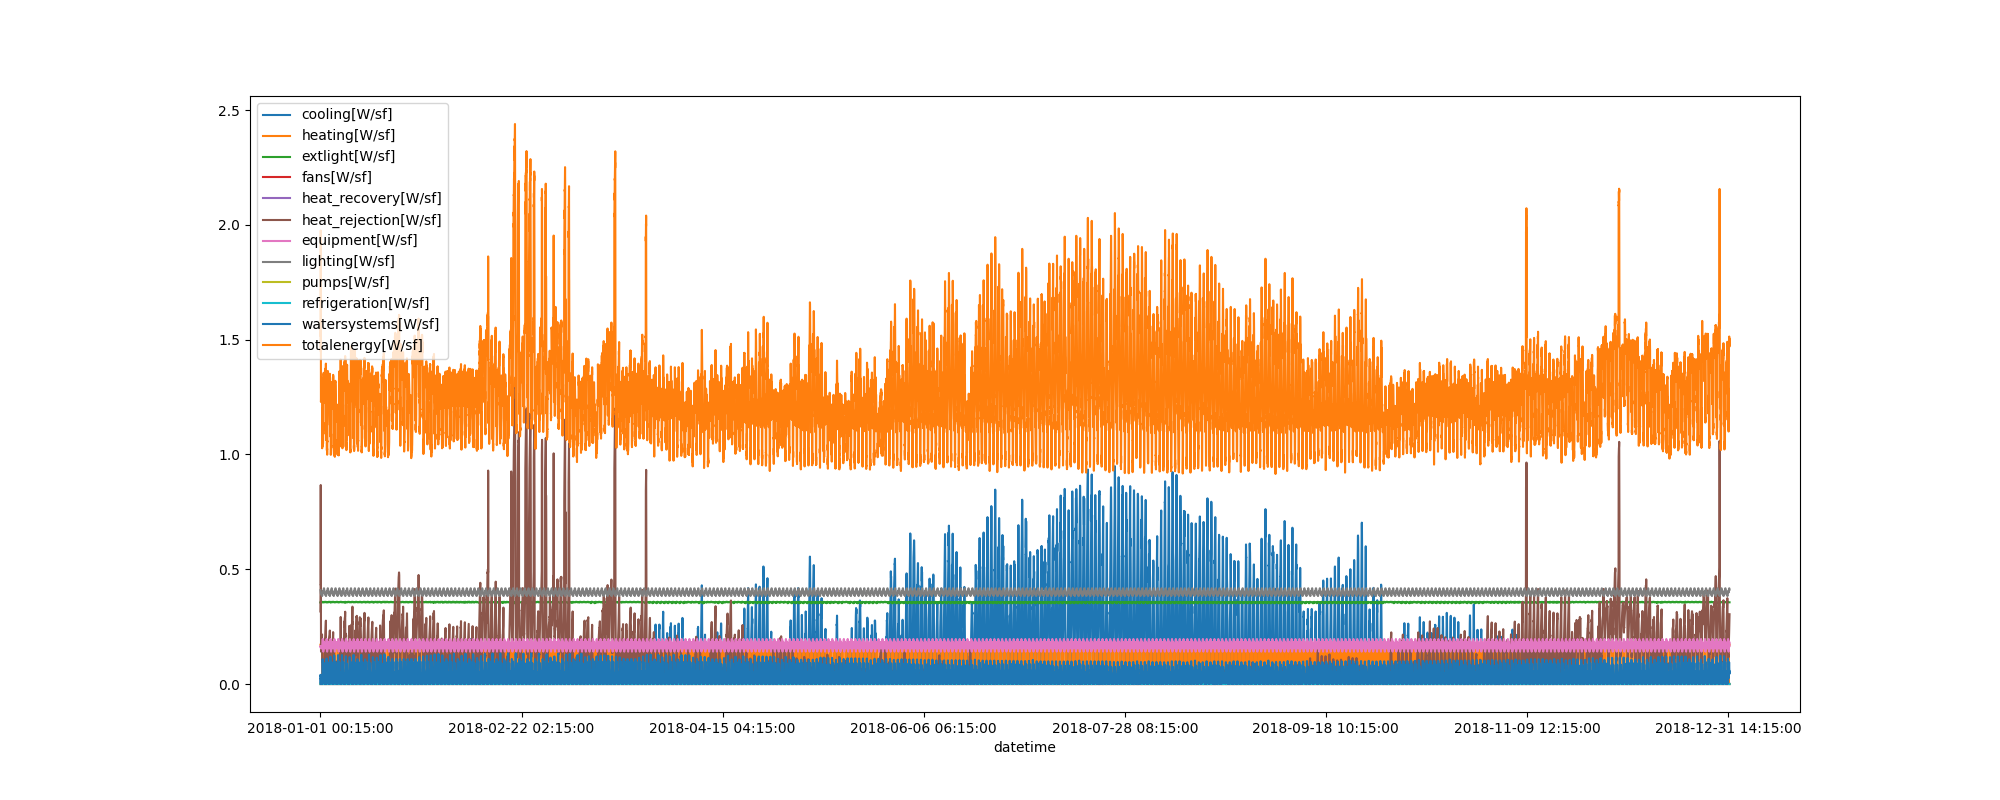 2.5
2.0
1.5
1.0
0.5
0.0
cooling[W/sf]
heating[W/sf]
extlight[W/sf]
fans[W/sf]
heat_recovery[W/sf]
heat_rejection[W/sf]
equipment[W/sf]
lighting[W/sf]
pumps[W/sf]
refrigeration[W/sf]
watersystems[W/sf]
totalenergy[W/sf]
2018-01-01 00:15:00 2018-02-22 02:15:00 2018-04-15 04:15:00 2018-06-06 06:15:00 2018-07-28 08:15:00 2018-09-18 10:15:00 2018-11-09 12:15:00 2018-12-31 14:15:00
datetime